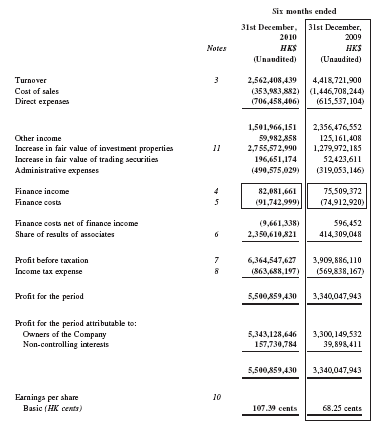 Six months ended
31st December, 31st December,
2010 2009
Notes HK$ HK$
(Unaudited) (Unaudited)
Turnover 3 2,562,408,439 4,418,721,900
Cost of sales (353,983,882) (1,446,708,244)
Direct expenses (706,458,406) (615,537,104)
1,501,966,151 2,356,476,552
Other income 59,982,858 125,161,408
Increase in fair value of investment properties 11 2,755,572,990 1,279,972,185
Increase in fair value of trading securities 196,651,174 52,423,611
Administrative expenses (490,575,029) (319,053,146)
Finance income 4 82,081,661 75,509,372
Finance costs 5 (91,742,999) (74,912,920)
Finance costs net of finance income (9,661,338) 596,452
Share of results of associates 6 2,350,610,821 414,309,048
Profit before taxation 7 6,364,547,627 3,909,886,110
Income tax expense 8 (863,688,197) (569,838,167)
Profit for the period 5,500,859,430 3,340,047,943
Profit for the period attributable to:
Owners of the Company 5,343,128,646 3,300,149,532
Non-controlling interests 157,730,784 39,898,411
5,500,859,430 3,340,047,943
Earnings per share 10
Basic (HK cents) 107.39 cents 68.25 cents